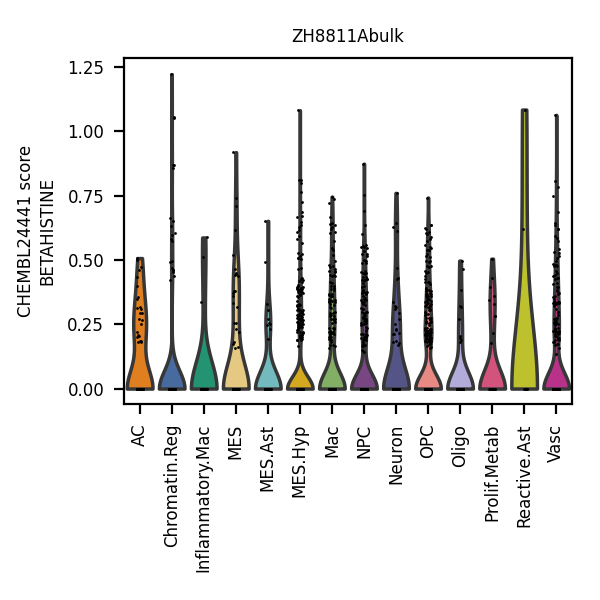 ZH8811Abulk
CHEMBL24441 score
BETAHISTINE
1.25
1.00
0.75
0.50
0.25
0.00
AC
Chromatin.Reg
Inflammatory.Mac
MES
MES.Ast
MES.Hyp
Mac
NPC
Neuron
OPC
Oligo
Prolif.Metab
Reactive.Ast
Vasc